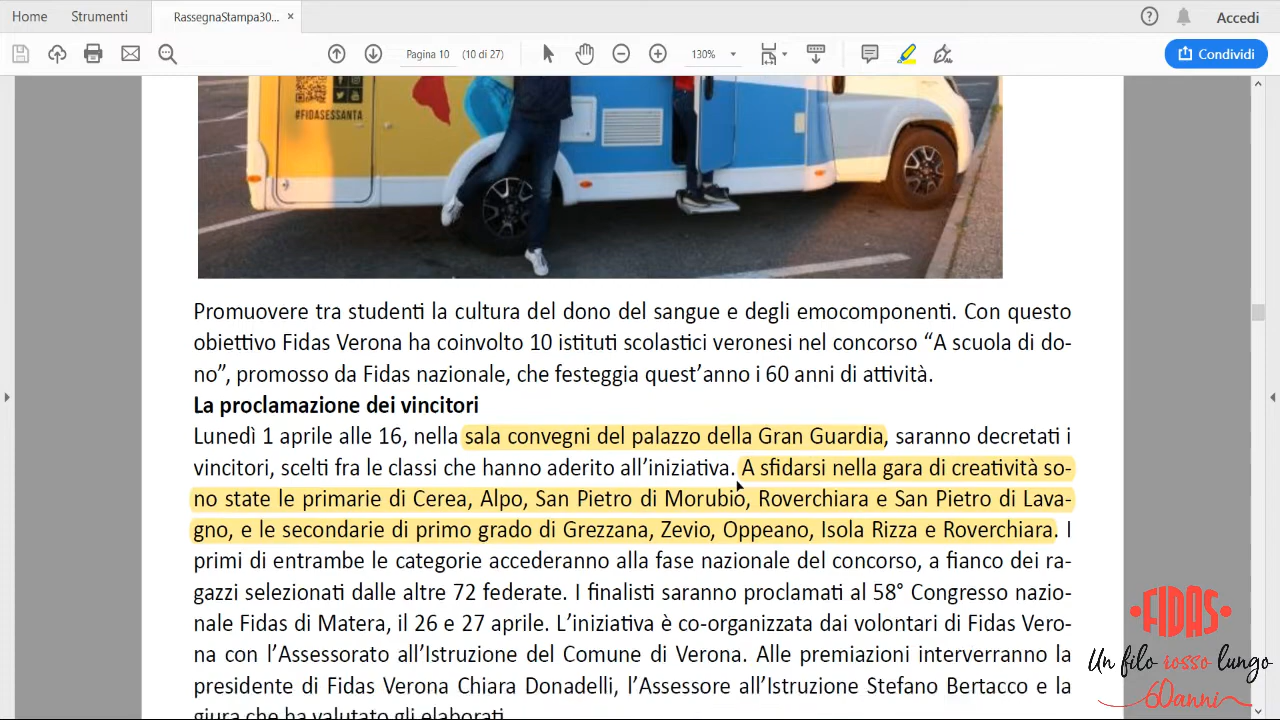 Home Strumenti RassegnaStampa30... × Accedi
Pagina 10 (10 di 27) 130% Condividi
#FIDASESSANTA
Promuovere tra studenti la cultura del dono del sangue e degli emocomponenti. Con questo
obiettivo Fidas Verona ha coinvolto 10 istituti scolastici veronesi nel concorso “A scuola di do-
no”, promosso da Fidas nazionale, che festeggia quest’anno i 60 anni di attività.
La proclamazione dei vincitori
Lunedì 1 aprile alle 16, nella sala convegni del palazzo della Gran Guardia, saranno decretati i
vincitori, scelti fra le classi che hanno aderito all’iniziativa. A sfidarsi nella gara di creatività so-
no state le primarie di Cerea, Alpo, San Pietro di Morubio, Roverchiara e San Pietro di Lava-
gno, e le secondarie di primo grado di Grezzana, Zevio, Oppeano, Isola Rizza e Roverchiara. I
primi di entrambe le categorie accederanno alla fase nazionale del concorso, a fianco dei ra-
gazzi selezionati dalle altre 72 federate. I finalisti saranno proclamati al 58° Congresso nazio-
nale Fidas di Matera, il 26 e 27 aprile. L’iniziativa è co-organizzata dai volontari di Fidas Vero-
na con l’Assessorato all’Istruzione del Comune di Verona. Alle premiazioni interverranno la
presidente di Fidas Verona Chiara Donadelli, l’Assessore all’Istruzione Stefano Bertacco e la
giura che ha valutato gli elaborati
•FIDAS•
Un filo rosso lungo
60anni